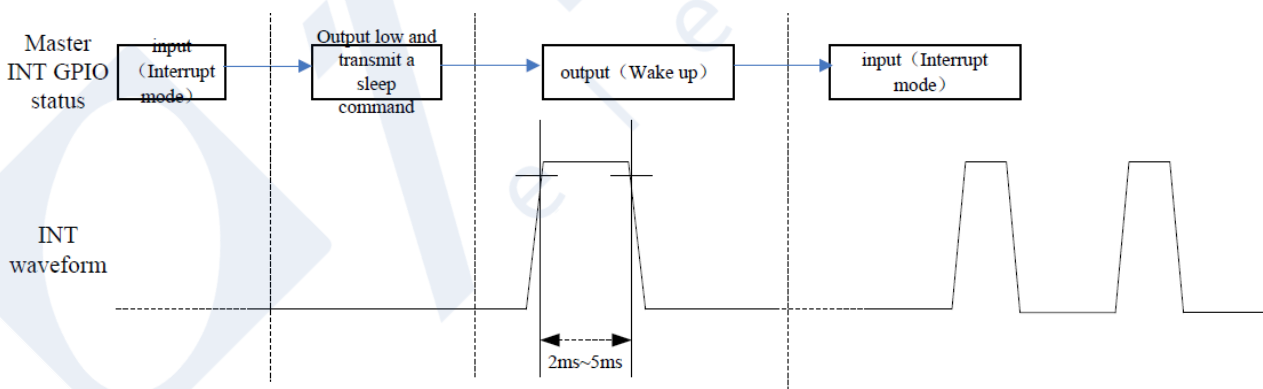 Master
INT GPIO
status
input
（Interrupt
mode）
Output low and
transmit a
sleep
command
output（Wake up）
input（Interrupt
mode）
INT
waveform
2ms~5ms
e l e